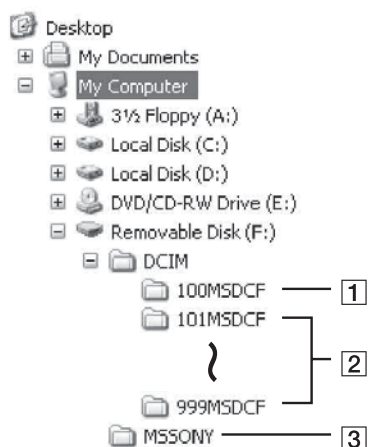 Desktop
My Documents
My Computer
3½ Floppy (A:)
Local Disk (C:)
Local Disk (D:)
DVD/CD-RW Drive (E:)
Removable Disk (F:)
DCIM
100MSDCF 1
101MSDCF
2
999MSDCF
MSSONY 3